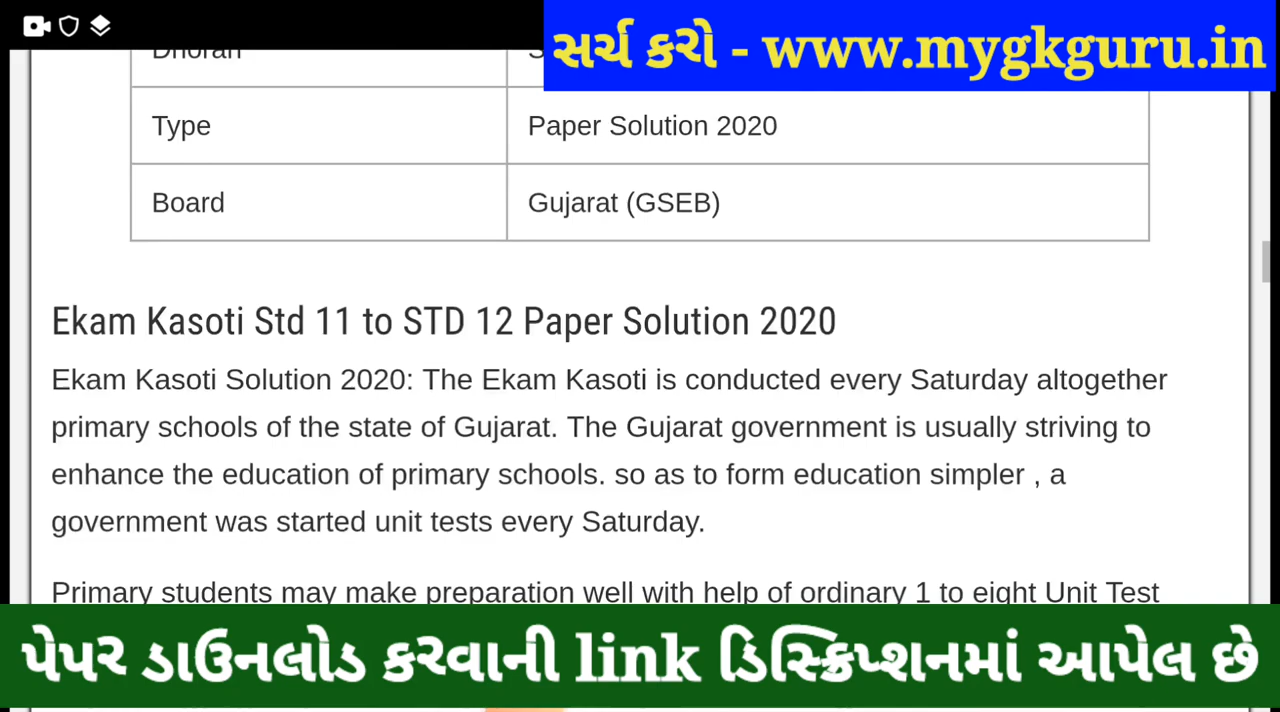 સર્ચ કરો - www.mygkguru.in
Dhoran
Type Paper Solution 2020
Board Gujarat (GSEB)
Ekam Kasoti Std 11 to STD 12 Paper Solution 2020
Ekam Kasoti Solution 2020: The Ekam Kasoti is conducted every Saturday altogether
primary schools of the state of Gujarat. The Gujarat government is usually striving to
enhance the education of primary schools. so as to form education simpler , a
government was started unit tests every Saturday.
Primary students may make preparation well with help of ordinary 1 to eight Unit Test
પેપર ડાઉનલોડ કરવાની link ડિસ્ક્રિપ્શનમાં આપેલ છે